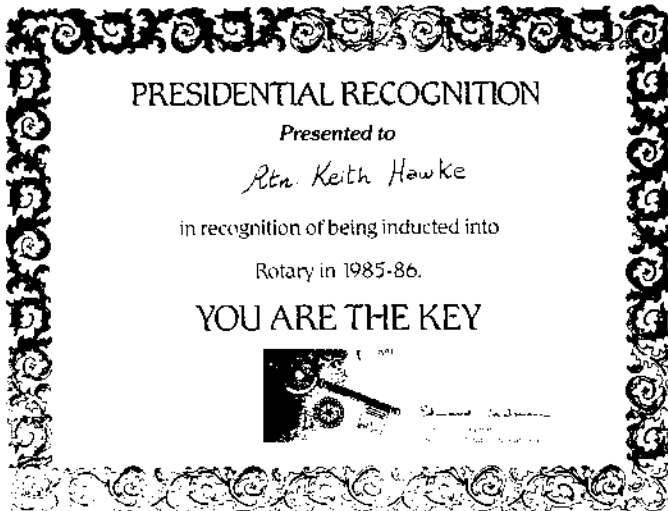 PRESIDENTIAL RECOGNITION
Presented to
Rtn. Keith Hawke
in recognition of being inducted into
Rotary in 1985-86.
YOU ARE THE KEY